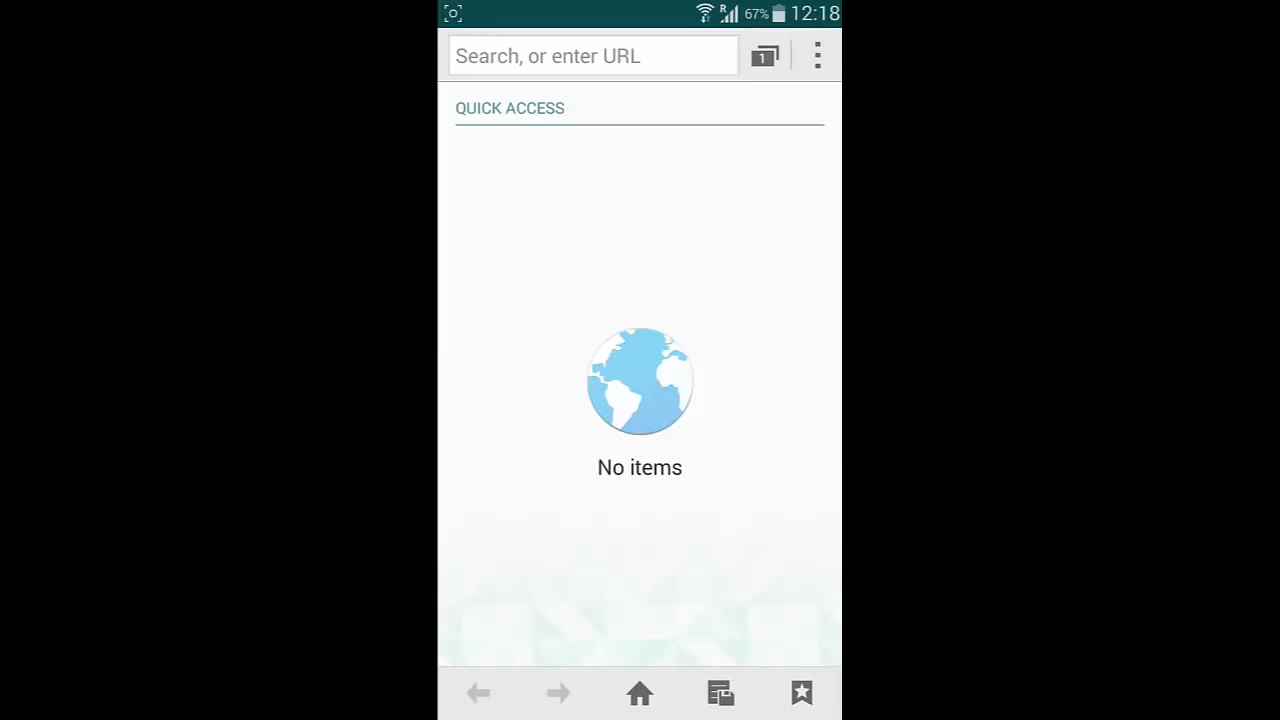 R 67% 12:18
Search, or enter URL 1
QUICK ACCESS
No items